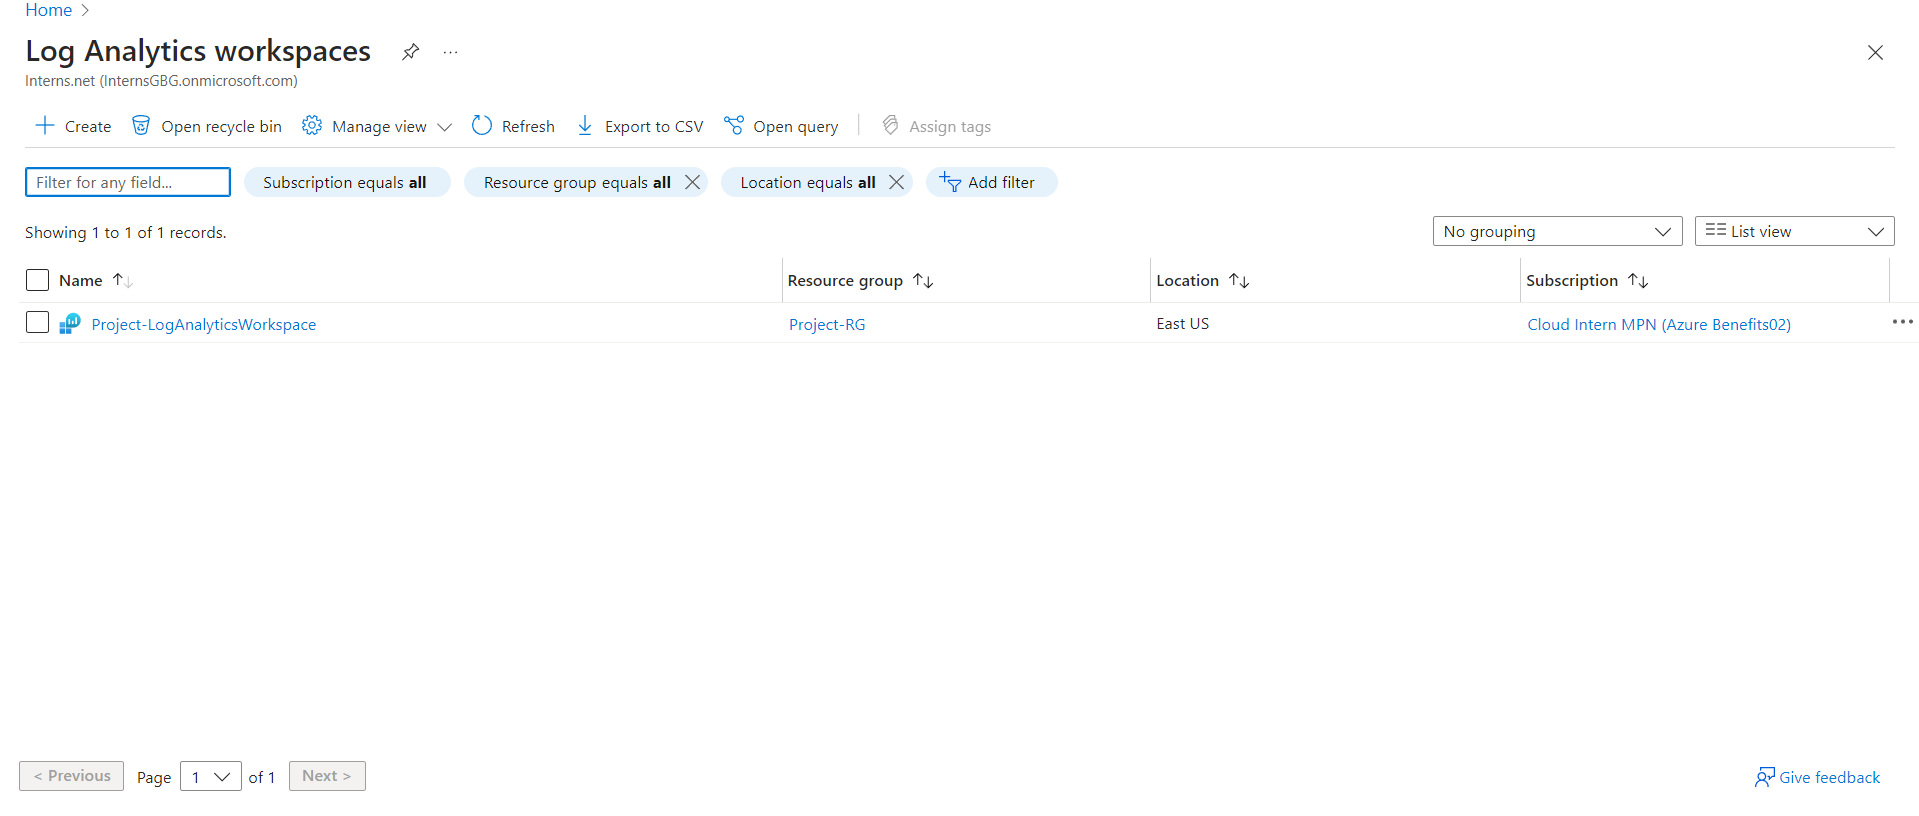 Home
Log Analytics workspaces
Interns.net (InternsGBG.onmicrosoft.com)
Create Open recycle bin Manage view Refresh Export to CSV Open query Assign tags
Filter for any field... Subscription equals all Resource group equals all Location equals all Add filter
Showing 1 to 1 of 1 records. No grouping List view
Name Resource group Location Subscription
Project-LogAnalyticsWorkspace Project-RG East US Cloud Intern MPN (Azure Benefits02)
< Previous Page 1 of 1 Next > Give feedback